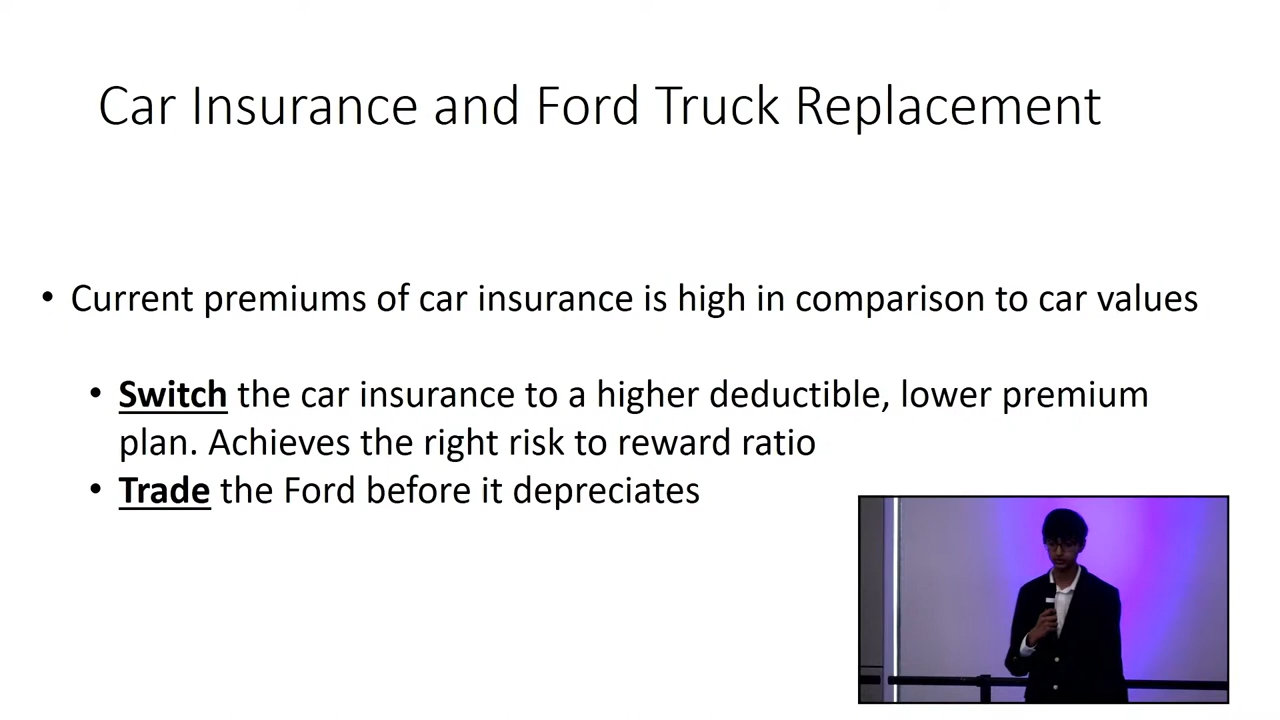 Car Insurance and Ford Truck Replacement
• Current premiums of car insurance is high in comparison to car values
• Switch the car insurance to a higher deductible, lower premium
plan. Achieves the right risk to reward ratio
• Trade the Ford before it depreciates